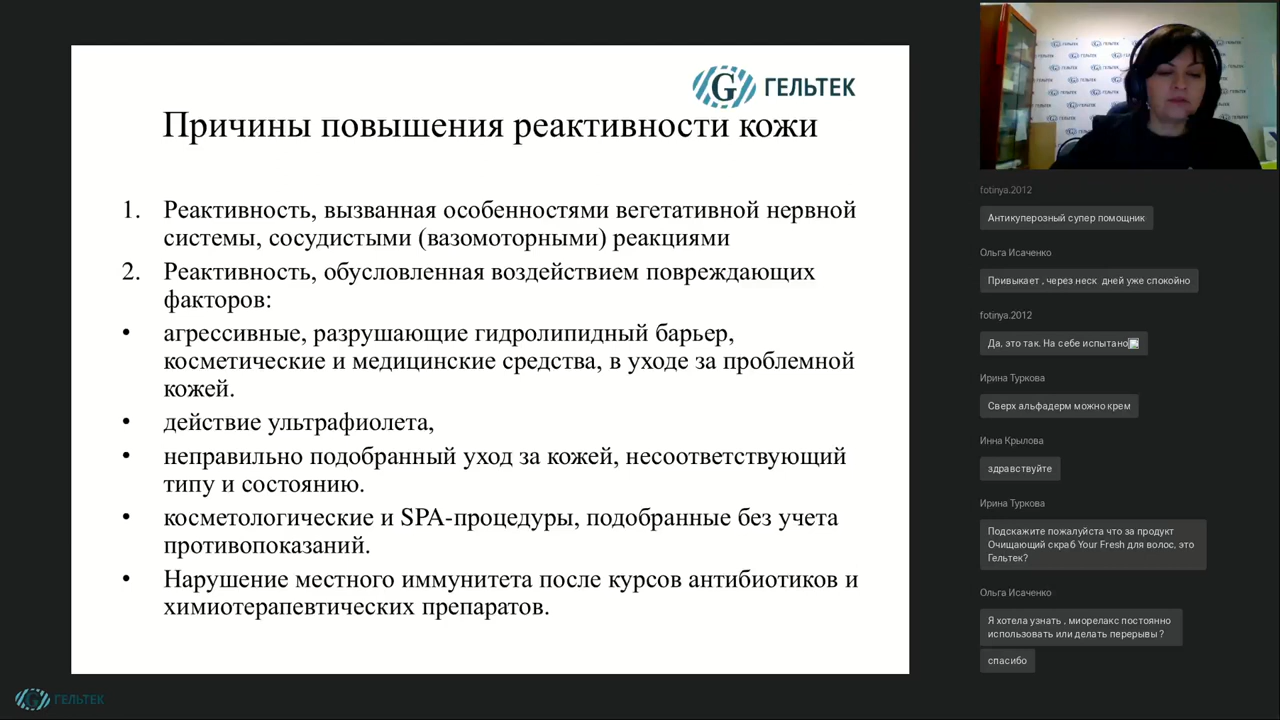 ГЕЛЬТЕК
Причины повышения реактивности кожи
1. Реактивность, вызванная особенностями вегетативной нервной
системы, сосудистыми (вазомоторными) реакциями
2. Реактивность, обусловленная воздействием повреждающих
факторов:
• агрессивные, разрушающие гидролипидный барьер,
косметические и медицинские средства, в уходе за проблемной
кожей.
• действие ультрафиолета,
• неправильно подобранный уход за кожей, несоответствующий
типу и состоянию.
• косметологические и SPA-процедуры, подобранные без учета
противопоказаний.
• Нарушение местного иммунитета после курсов антибиотиков и
химиотерапевтических препаратов.
ГЕЛЬТЕК
fotinya.2012
Антикуперозный супер помощник
Ольга Исаченко
Привыкает , через неск дней уже спокойно
fotinya.2012
Да, это так. На себе испытано
Ирина Туркова
Сверх альфадерм можно крем
Инна Крылова
здравствуйте
Ирина Туркова
Подскажите пожалуйста что за продукт
Очищающий скраб Your Fresh для волос, это
Гельтек?
Ольга Исаченко
Я хотела узнать , миорелакс постоянно
использовать или делать перерывы ?
спасибо